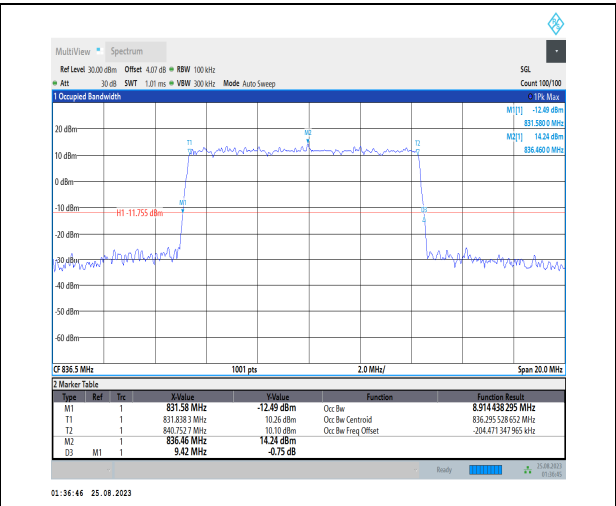 MultiView Spectrum
Ref Level 30.00 dBm Offset 4.07 dB RBW 100 kHz SGL
Att 30 dB SWT 1.01 ms VBW 300 kHz Mode Auto Sweep Count 100/100
1 Occupied Bandwidth 1Pk Max
M1[1] -12.49 dBm
831.580 0 MHz
M2[1] 14.24 dBm
836.460 0 MHz
20 dBm
M2
T1
T2
10 dBm
0 dBm
M1
-10 dBm
H1 -11.755 dBm
D3
-20 dBm
-30 dBm
-40 dBm
-50 dBm
-60 dBm
CF 836.5 MHz 1001 pts 2.0 MHz/ Span 20.0 MHz
2 Marker Table
Type Ref Trc X-Value Y-Value Function Function Result
M1 1 831.58 MHz -12.49 dBm Occ Bw 8.914 438 295 MHz
T1 1 831.838 3 MHz 10.26 dBm Occ Bw Centroid 836.295 528 652 MHz
T2 1 840.752 7 MHz 10.10 dBm Occ Bw Freq Offset -204.471 347 965 kHz
M2 1 836.46 MHz 14.24 dBm
D3 M1 1 9.42 MHz -0.75 dB
Ready 25.08.2023
01:36:45
01:36:46 25.08.2023